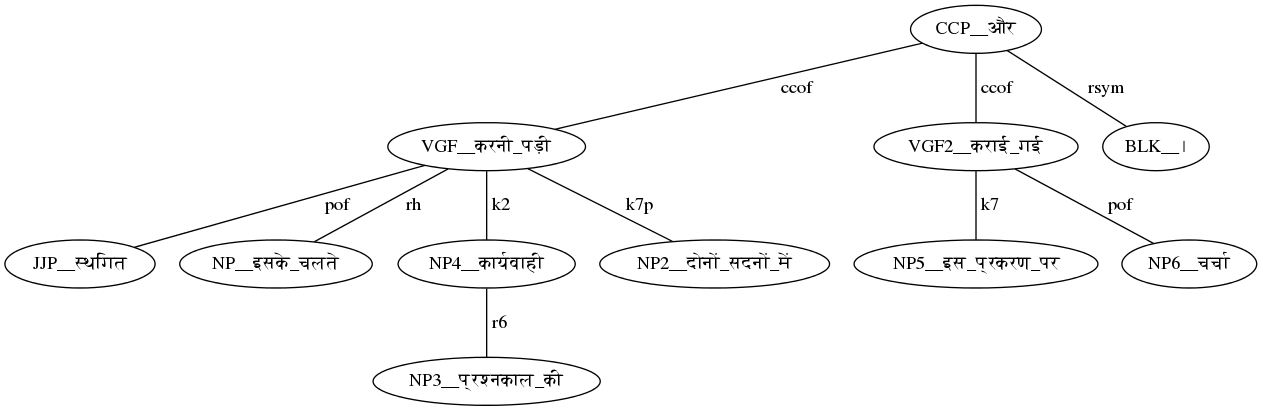 CCP__और
ccof ccof rsym
VGF__करनी_पड़ी VGF2__कराई_गई BLK__।
pof rh k2 k7p k7 pof
JJP__स्थगित NP__इसके_चलते NP4__कार्यवाही NP2__दोनों_सदनों_में NP5__इस_प्रकरण_पर NP6__चर्चा
r6
NP3__प्रश्नकाल_की